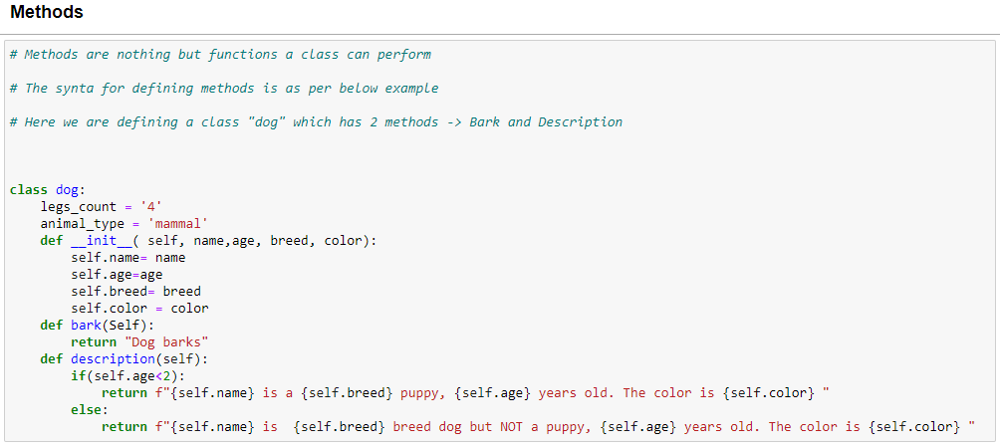 Methods
# Methods are nothing but functions a class can perform
# The synta for defining methods is as per below example
# Here we are defining a class "dog" which has 2 methods -> Bark and Description
class dog:
    legs_count = '4'
    animal_type = 'mammal'
    def __init__( self, name,age, breed, color):
        self.name= name
        self.age=age
        self.breed= breed
        self.color = color
    def bark(Self):
        return "Dog barks"
    def description(self):
        if(self.age<2):
            return f"{self.name} is a {self.breed} puppy, {self.age} years old. The color is {self.color} "
        else:
            return f"{self.name} is  {self.breed} breed dog but NOT a puppy, {self.age} years old. The color is {self.color} "